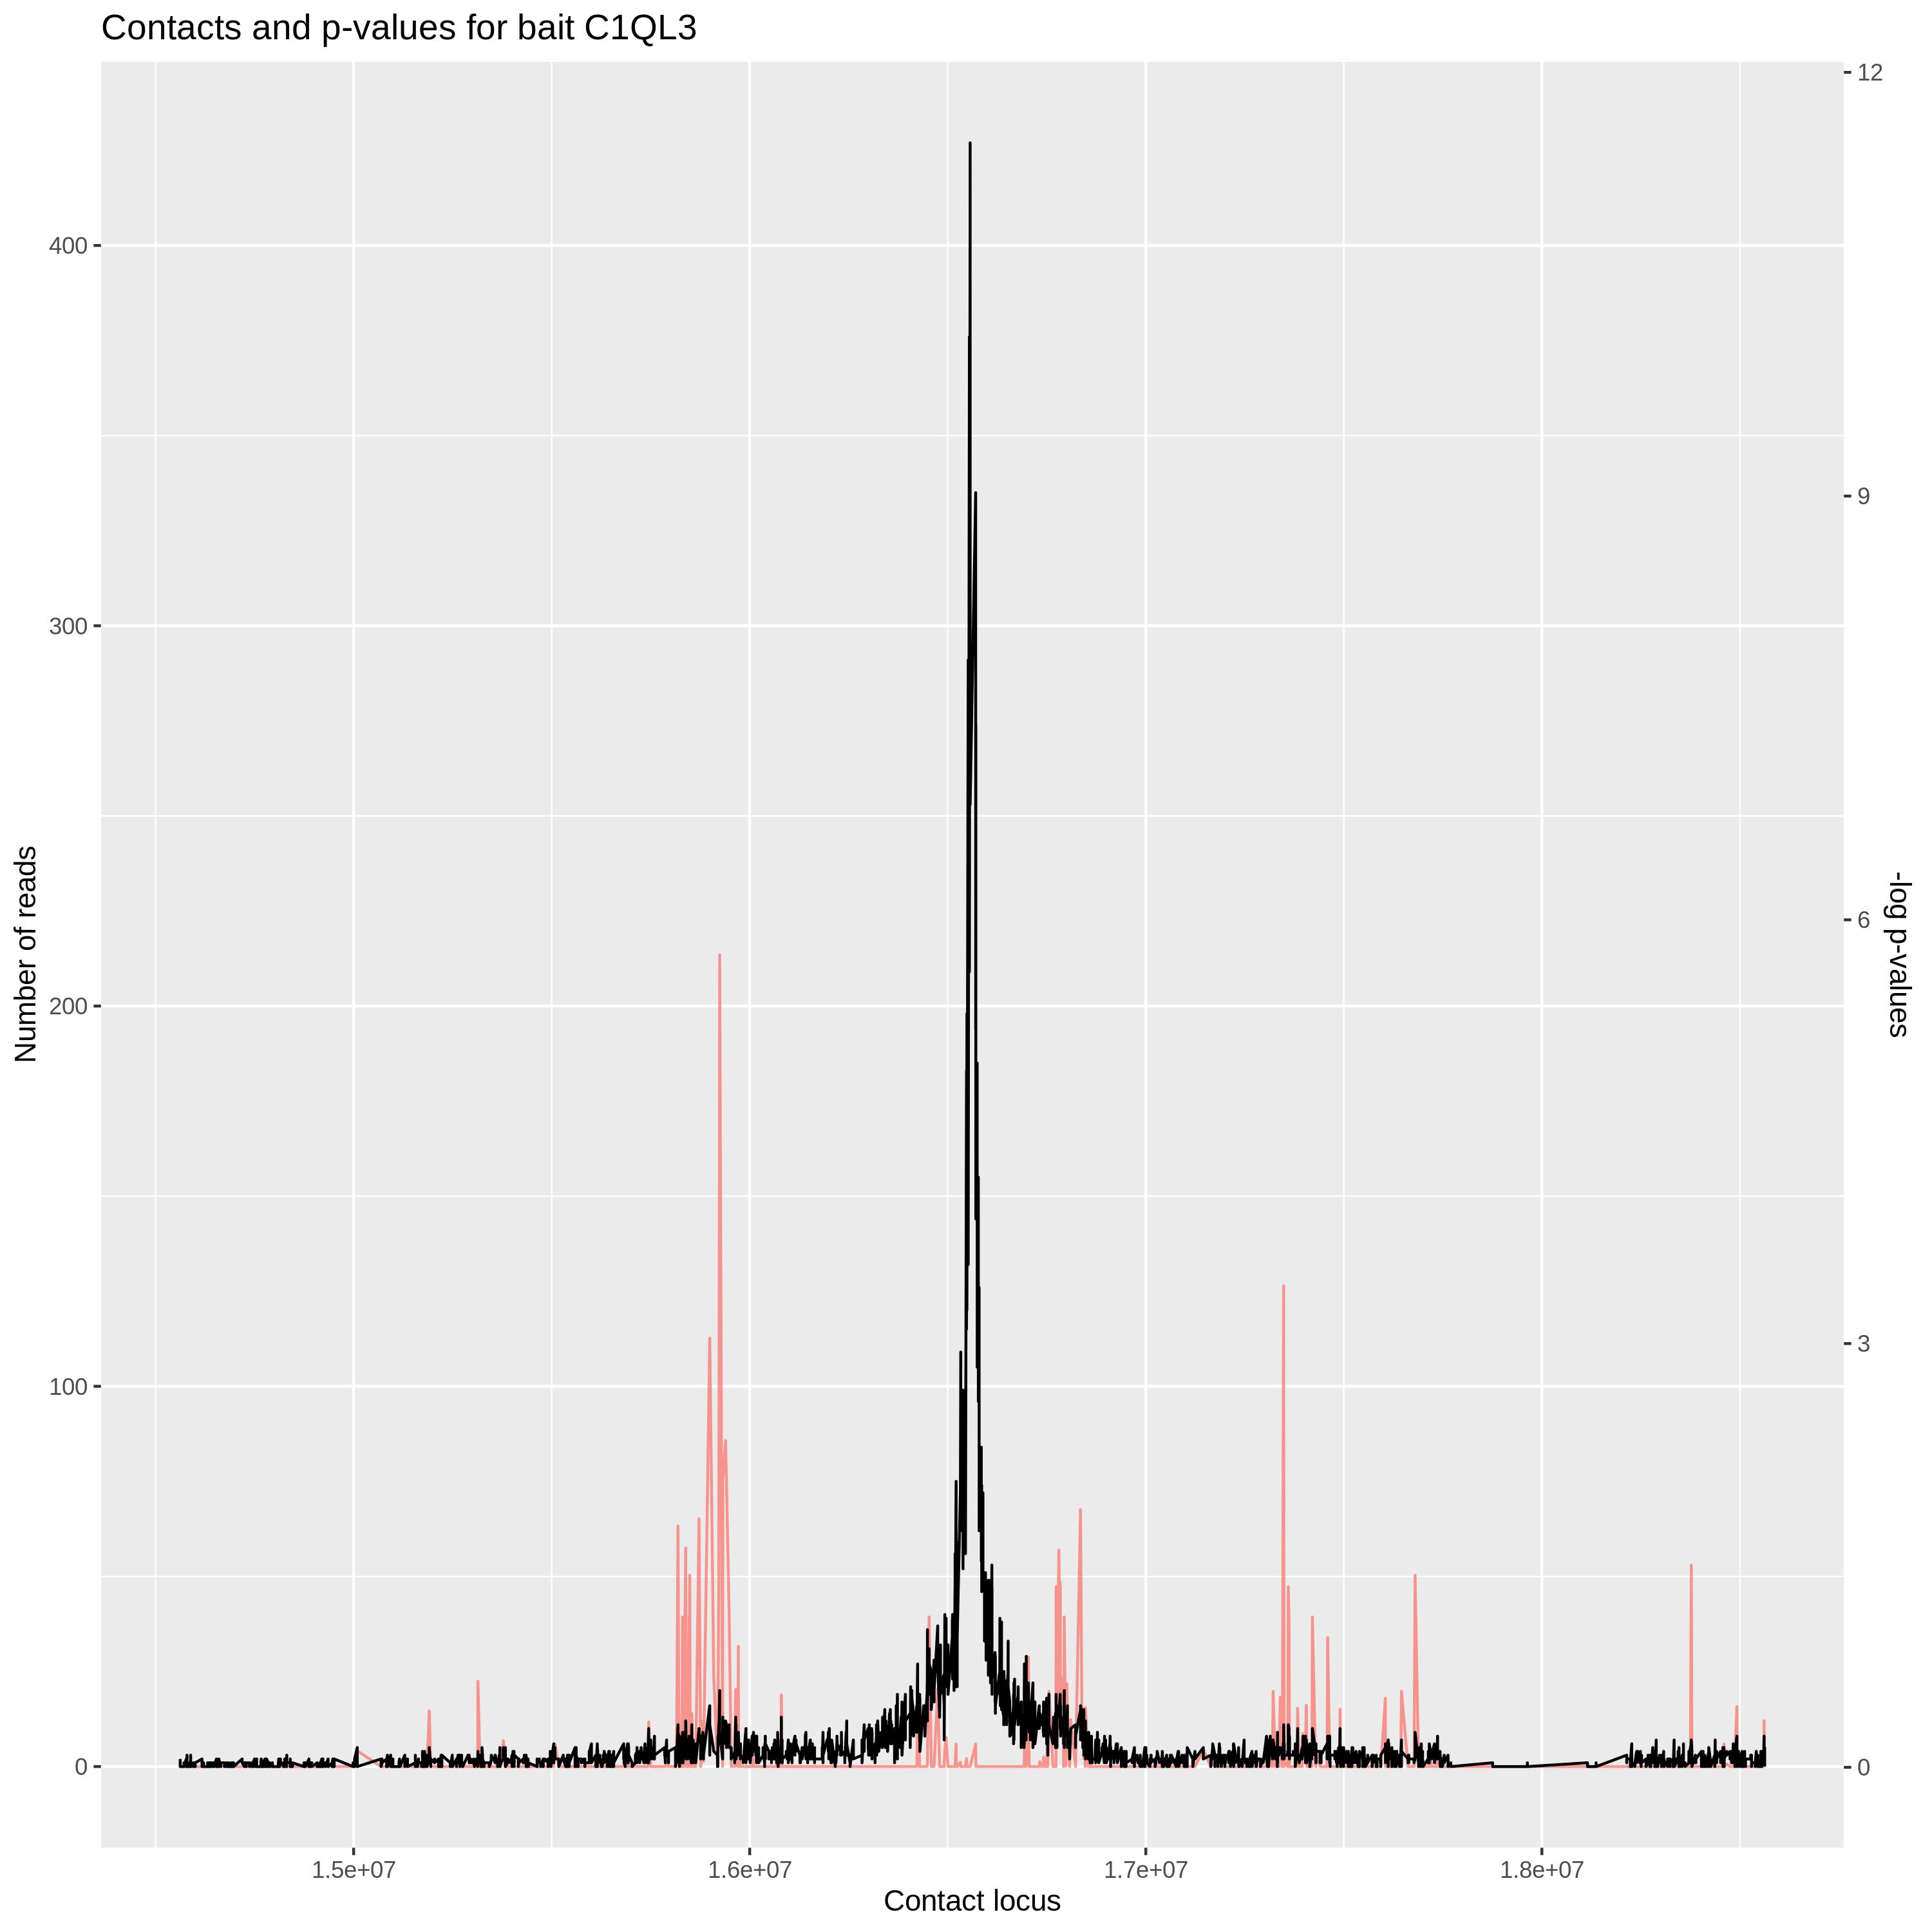 Contacts and p-values for bait C1QL3
12
400
9
300
Number of reads
-log p-values
6
200
3
100
0
0
1.5e+07
1.6e+07
1.7e+07
1.8e+07
Contact locus